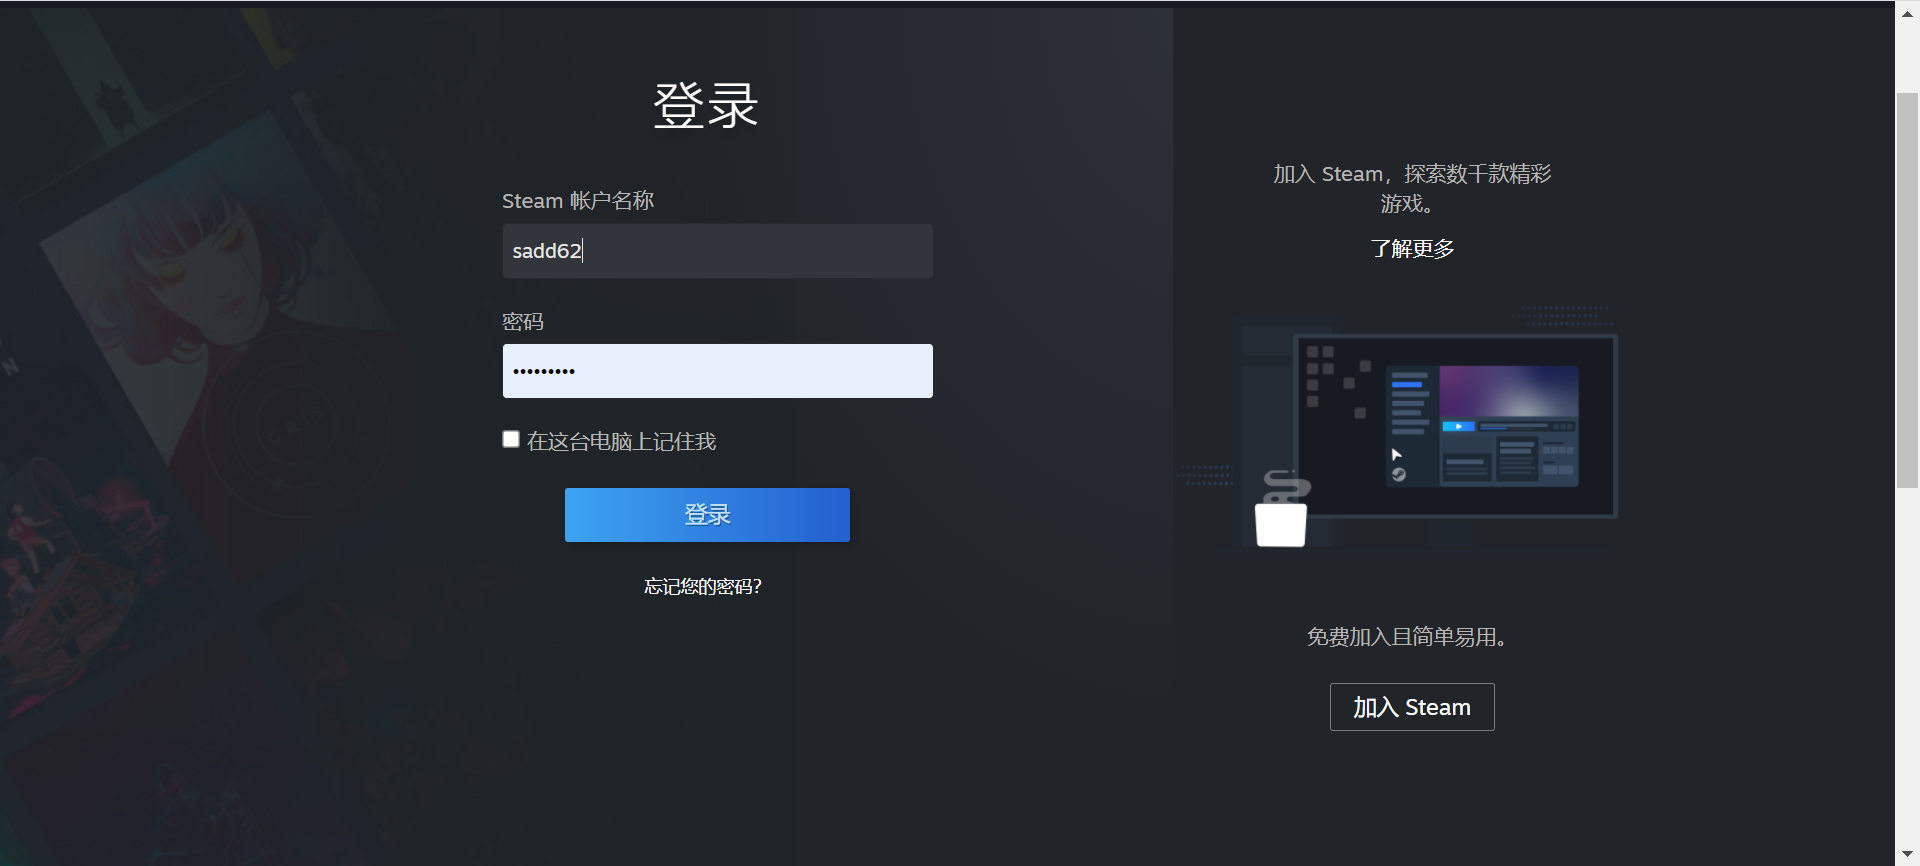 登录
Steam 帐户名称
sadd62
密码
•••••••••
在这台电脑上记住我
登录
忘记您的密码?
加入 Steam，探索数千款精彩
游戏。
了解更多
免费加入且简单易用。
加入 Steam
GRIS
N